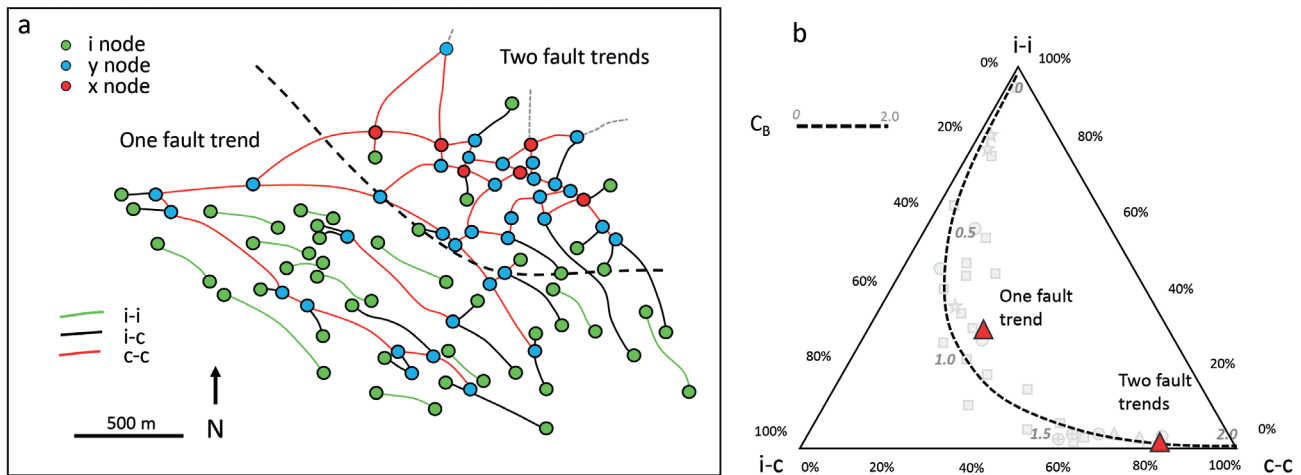 a
i node
y node
x node
One fault trend
Two fault trends
i-i
i-c
c-c
500 m
N
b
i-i
0%
100%
0
C_B
0
2.0
20%
80%
40%
60%
0.5
One fault
trend
60%
40%
1.0
80%
20%
Two fault
trends
1.5
2.0
100%
0%
i-c
0%
20%
40%
60%
80%
100%
c-c